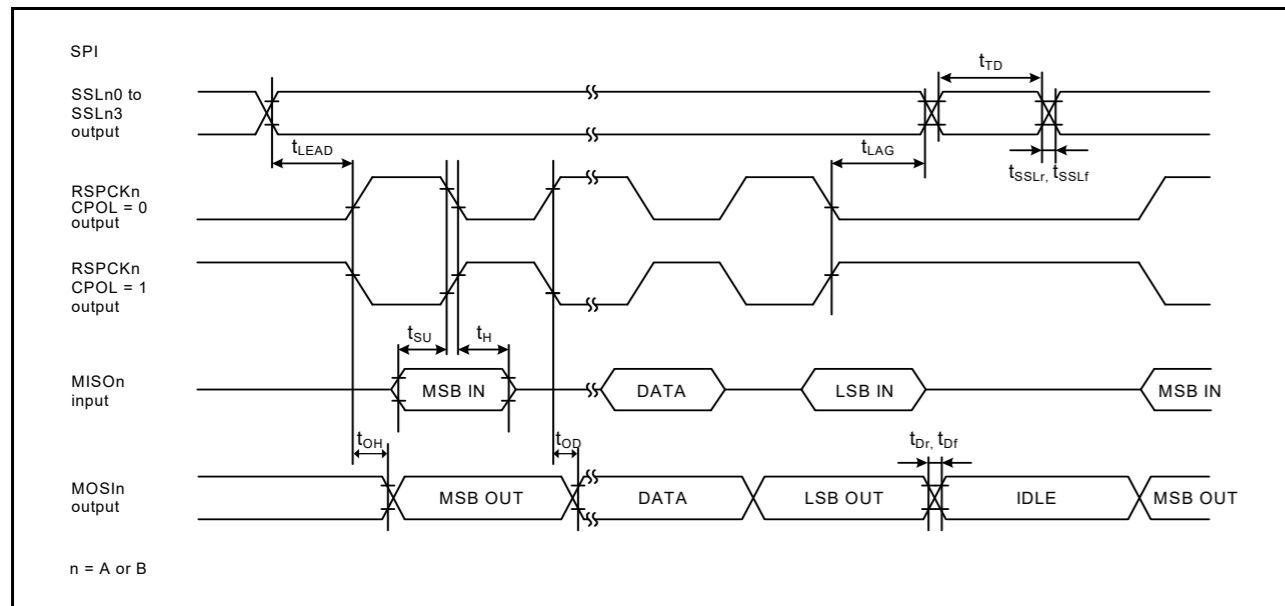 SPI
SSLn0 to
SSLn3
output
tTD
tLEAD
tLAG
tSSLr, tSSLf
RSPCKn
CPOL = 0
output
RSPCKn
CPOL = 1
output
tSU
tH
MISOn
input
MSB IN
DATA
LSB IN
MSB IN
tOH
tOD
tDr, tDf
MOSIn
output
MSB OUT
DATA
LSB OUT
IDLE
MSB OUT
n = A or B